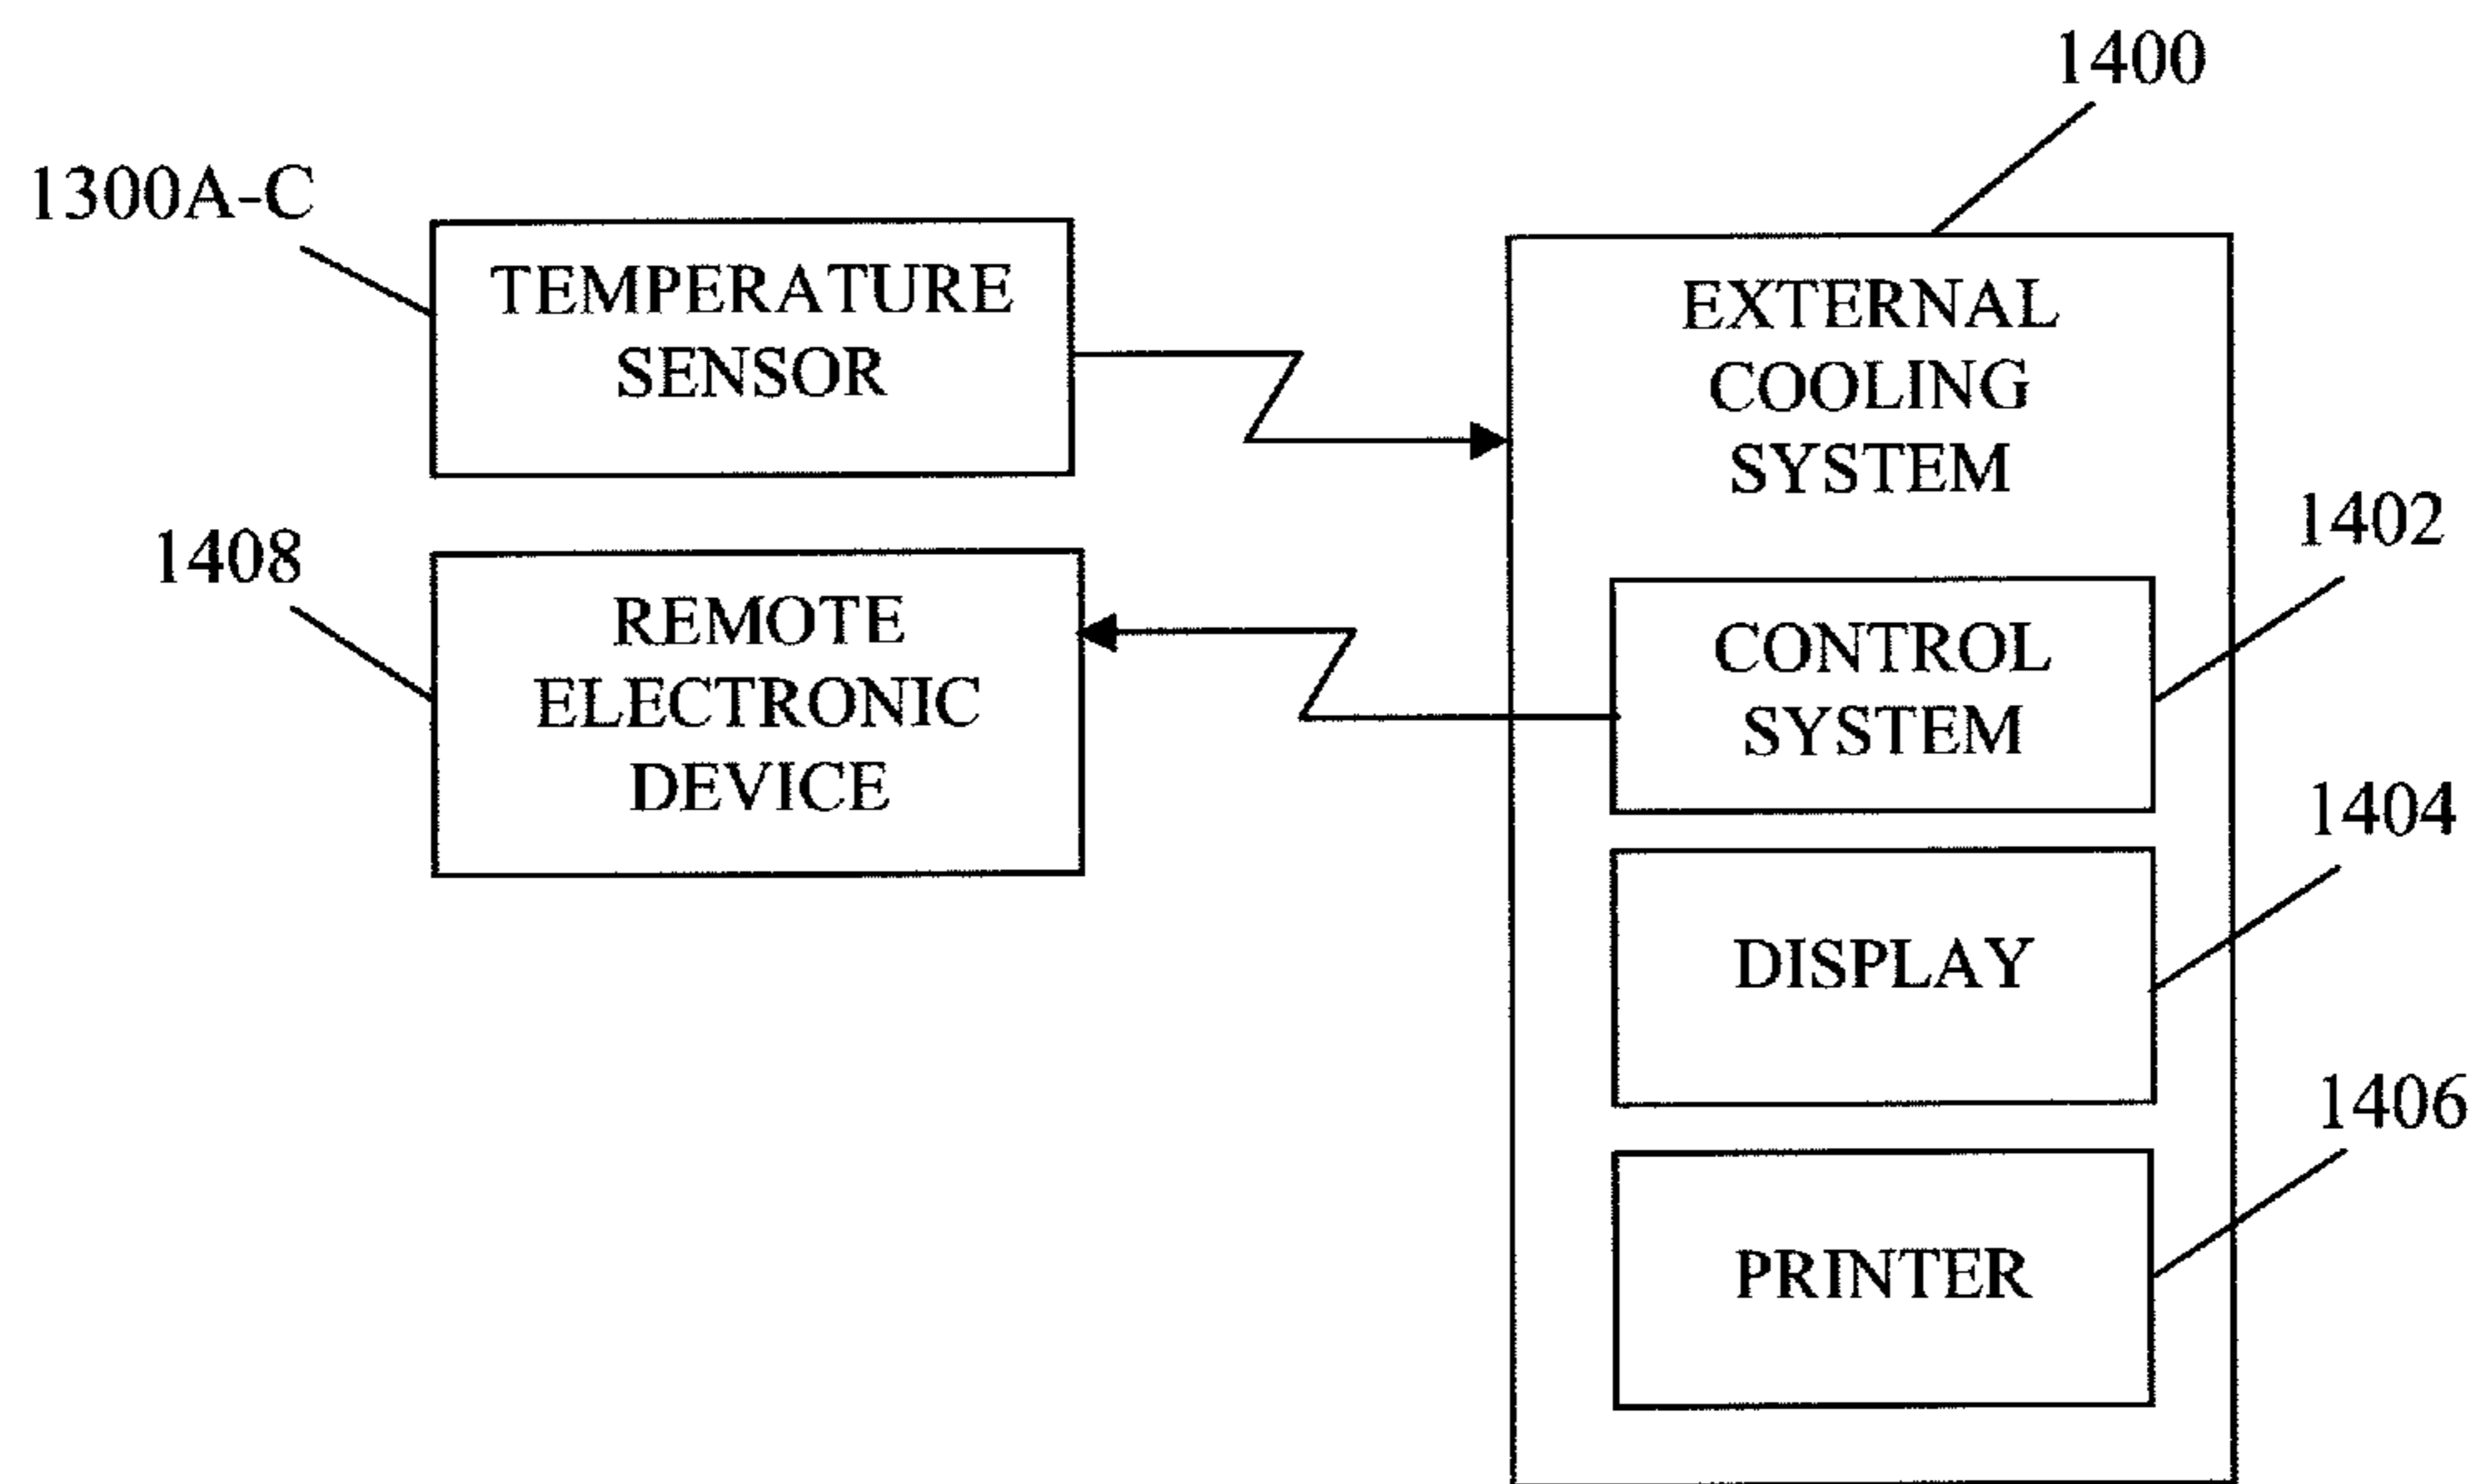 1400
1300A-C
TEMPERATURE
SENSOR
EXTERNAL
COOLING
SYSTEM
1402
1408
REMOTE
ELECTRONIC
DEVICE
CONTROL
SYSTEM
1404
DISPLAY
1406
PRINTER